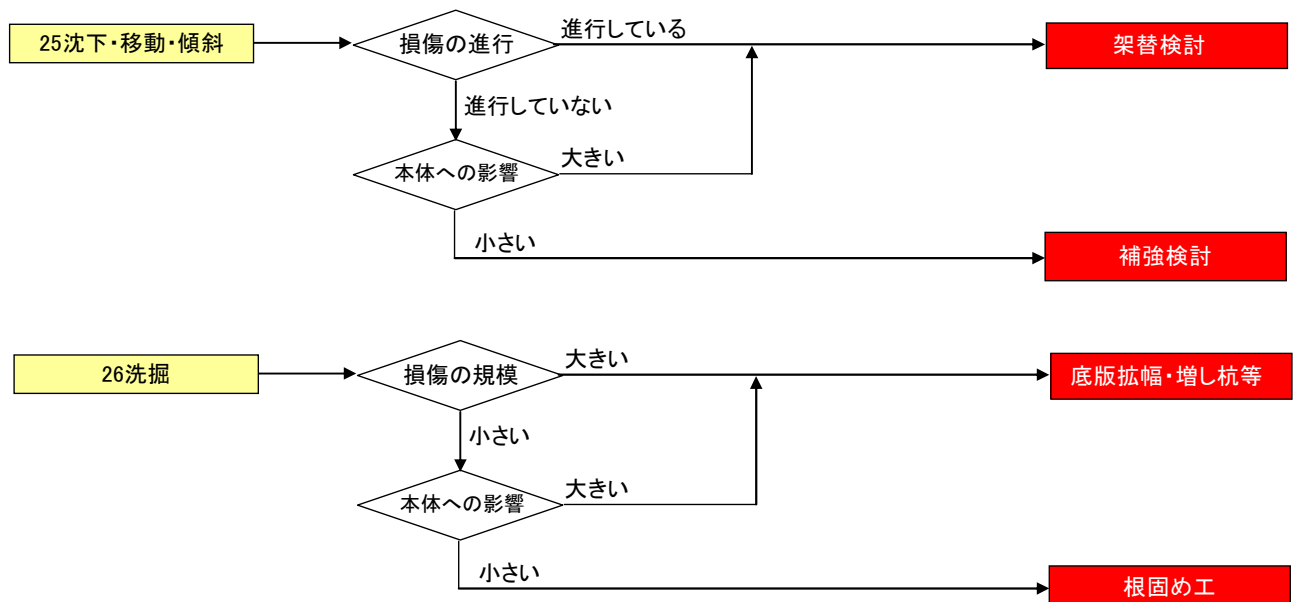 25沈下・移動・傾斜
損傷の進行
進行している
架替検討
進行していない
本体への影響
大きい
小さい
補強検討
26洗掘
損傷の規模
大きい
底版拡幅・増し杭等
小さい
本体への影響
大きい
小さい
根固め工